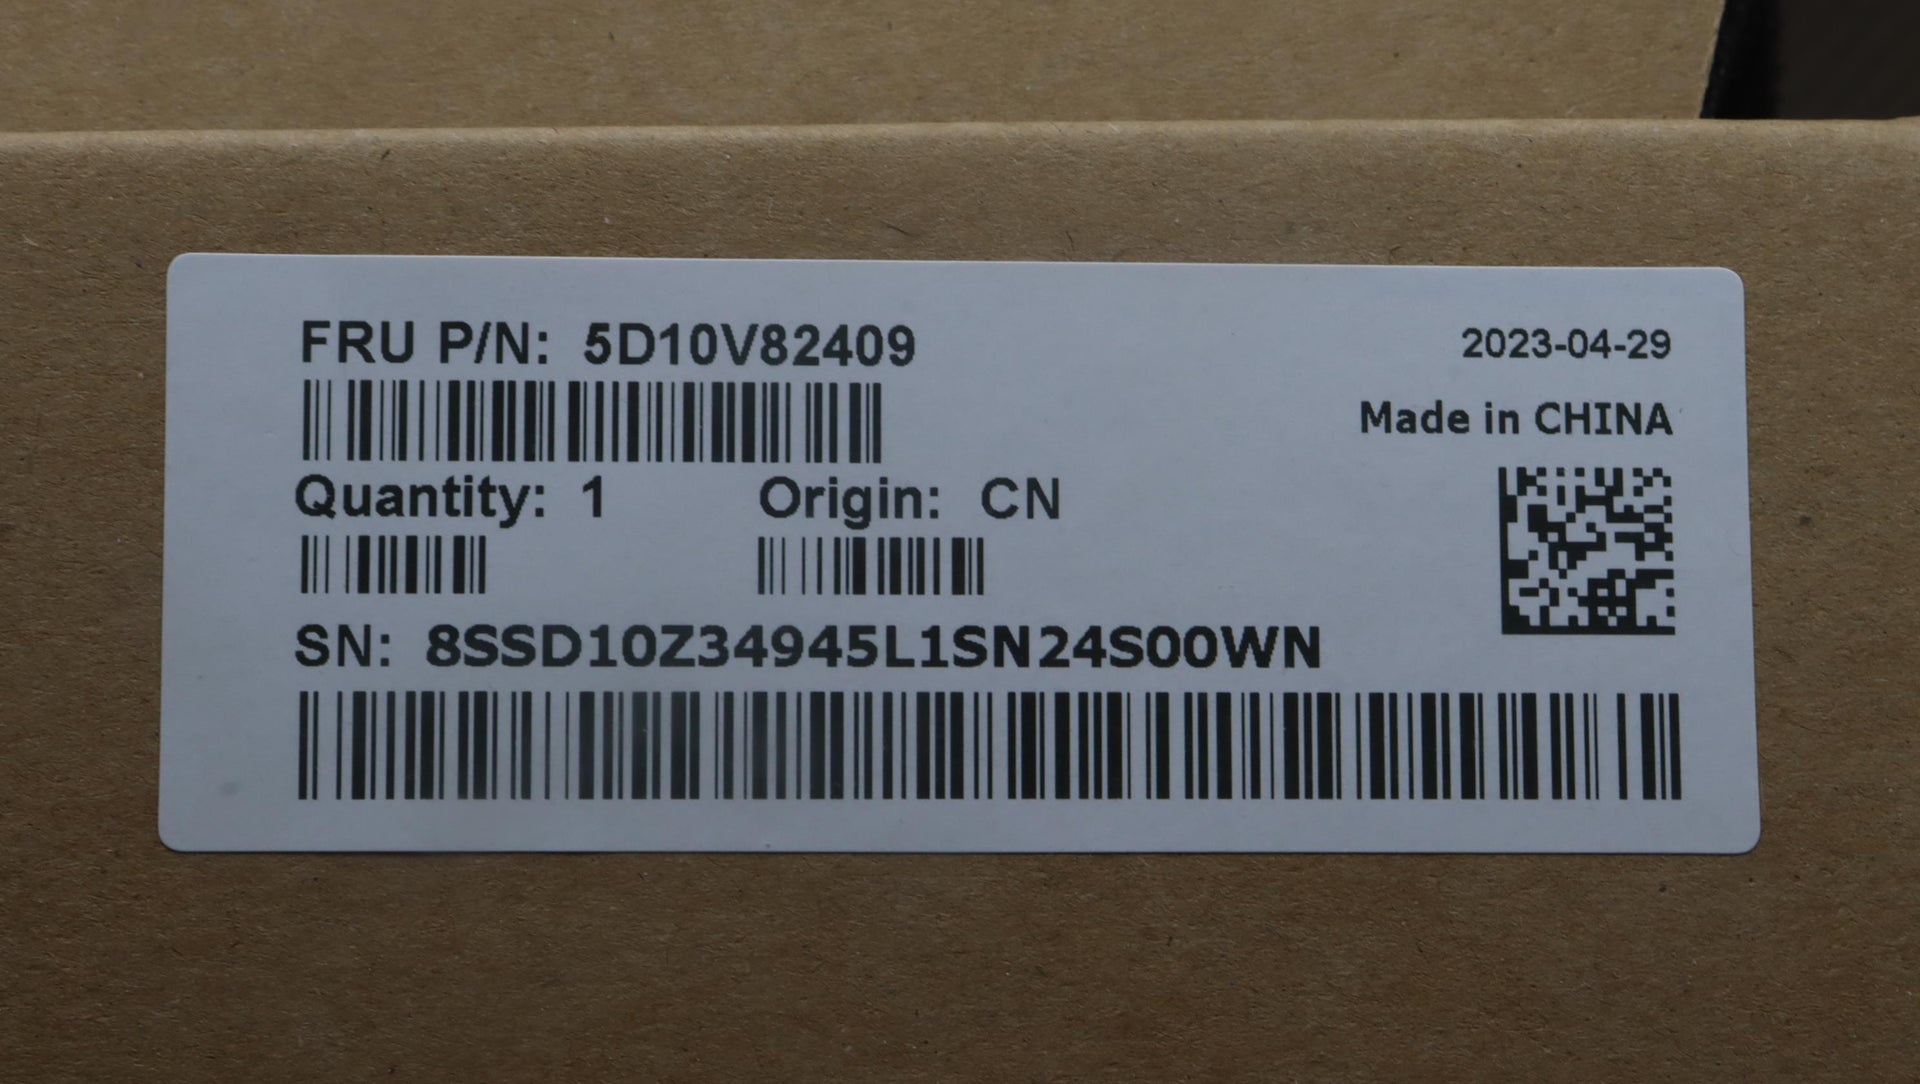 FRU P/N: 5D10V82409
2023-04-29
Made in CHINA
Quantity: 1
Origin: CN
SN: 8SSD10Z34945L1SN24S00WN